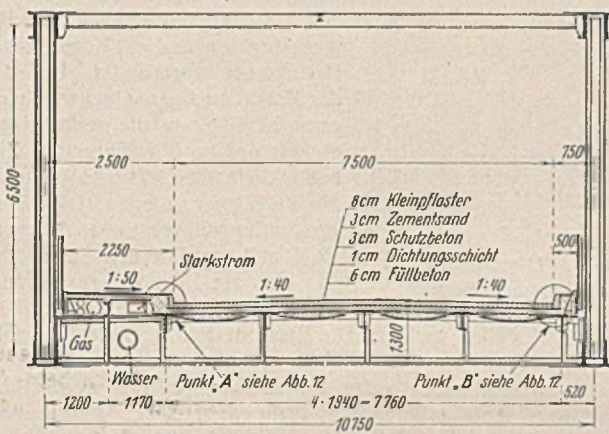 6500
2500
7500
750
8cm Kleinpflaster
3cm Zementsand
3cm Schutzbeton
1cm Dichtungsschicht
6cm Füllbeton
2250
500
1:50
Starkstrom
1:40
1:40
Gas
1300
Wasser
Punkt „A" siehe Abb. 12
Punkt „B" siehe Abb. 12
1200
1170
4·1940=7760
520
10750